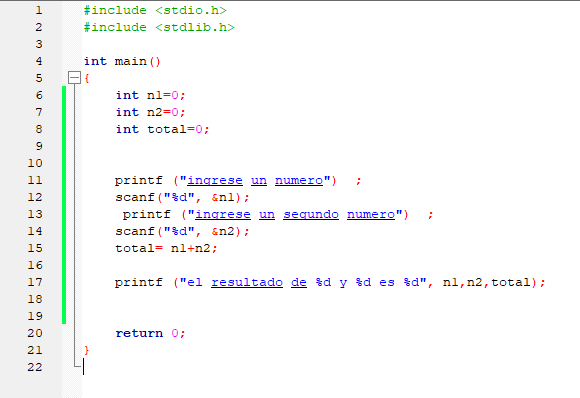 1 #include <stdio.h>
2 #include <stdlib.h>
3
4 int main()
5 {
6 int n1=0;
7 int n2=0;
8 int total=0;
9
10
11 printf ("ingrese un numero")  ;
12 scanf("%d", &n1);
13 printf ("ingrese un segundo numero")  ;
14 scanf("%d", &n2);
15 total= n1+n2;
16
17 printf ("el resultado de %d y %d es %d", n1,n2,total);
18
19
20 return 0;
21 }
22